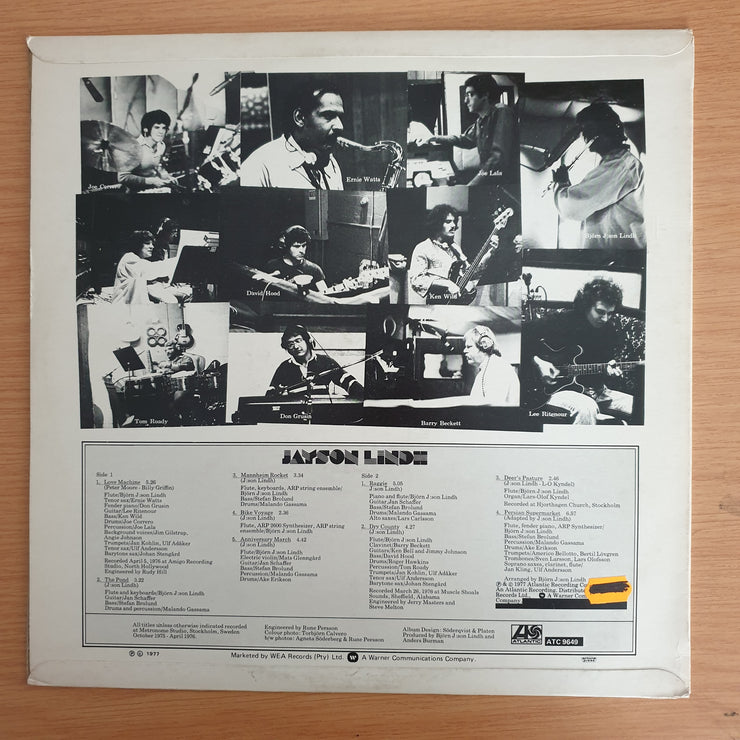 Joe Correro
Ernie Watts
Joe Lala
Björn J:son Lindh
David Hood
Ken Wild
Tom Roady
Don Grusin
Barry Beckett
Lee Ritenour
JAYSON LINDH
Side 1
1. Love Machine 5.26
(Peter Moore - Billy Griffin)
Flute/Björn J:son Lindh
Tenor sax/Ernie Watts
Fender piano/Don Grusin
Guitar/Lee Ritenour
Bass/Ken Wild
Drums/Joe Correro
Percussion/Joe Lala
Background voices/Jim Gilstrap,
Angie Johnson
Trumpets/Jan Kohlin, Ulf Adåker
Tenor sax/Ulf Andersson
Barytone sax/Johan Stengård
Recorded April 5, 1976 at Amigo Recording
Studio, North Hollywood
Engineered by Rudy Hill
2. The Pond 3.22
(J:son Lindh)
Flute and keyboards/Björn J:son Lindh
Guitar/Jan Schaffer
Bass/Stefan Brolund
Drums and percussion/Malando Gassama
3. Mannheim Rocket 3.34
(J:son Lindh)
Flute, keyboards, ARP string ensemble/
Björn J:son Lindh
Bass/Stefan Brolund
Drums/Malando Gassama
4. Bike Voyage 2.36
(J:son Lindh)
Flute, ARP 2600 Synthesizer, ARP string
ensemble/Björn J:son Lindh
5. Anniversary March 4.42
(J:son Lindh)
Flute/Björn J:son Lindh
Electric violin/Mats Glenngård
Guitar/Jan Schaffer
Bass/Stefan Brolund
Percussion/Malando Gassama
Drums/Åke Erikson
Side 2
1. Raggie 5.05
(J:son Lindh)
Piano and flute/Björn J:son Lindh
Guitar/Jan Schaffer
Bass/Stefan Brolund
Drums/Malando Gassama
Alto saxes/Lars Carlsson
2. Dry County 4.27
(J:son Lindh)
Flute/Björn J:son Lindh
Clavinet/Barry Beckett
Guitars/Ken Bell and Jimmy Johnson
Bass/David Hood
Drums/Roger Hawkins
Percussion/Tom Roady
Trumpets/Jan Kohlin, Ulf Adåker
Tenor sax/Ulf Andersson
Barytone sax/Johan Stengård
Recorded March 26, 1976 at Muscle Shoals
Sounds, Sheffield, Alabama
Engineered by Jerry Masters and
Steve Melton
3. Deer's Pasture 2.46
(J:son Lindh - L-O Kyndel)
Flute/Björn J:son Lindh
Organ/Lars-Olof Kyndel
Recorded at Hjorthagen Church, Stockholm
4. Persian Supermarket 6.57
(Adapted by J:son Lindh)
Flute, fender piano, ARP Synthesizer/
Björn J:son Lindh
Bass/Stefan Brolund
Percussion/Malando Gassama
Drums/Åke Erikson
Trumpets/Americo Bellotto, Bertil Lövgren
Trombones/Sven Larsson, Lars Olofsson
Soprano saxes, clarinet, flute/
Jan Kling, Ulf Andersson
Arranged by Björn J:son Lindh
Ⓟ & © 1977 Atlantic Recording Co
An Atlantic Recording. Distribute
Records Ltd. A Warner Com
Company
All titles unless otherwise indicated recorded
at Metronome Studio, Stockholm, Sweden
October 1975 - April 1976.
Engineered by Rune Persson
Colour photo: Torbjörn Calvero
b/w photos: Agneta Söderberg & Rune Persson
Album Design: Söderqvist & Platen
Produced by Björn J:son Lindh and
Anders Burman
ATLANTIC
ATC 9649
Ⓟ © 1977
Marketed by WEA Records (Pty) Ltd. A Warner Communications Company.